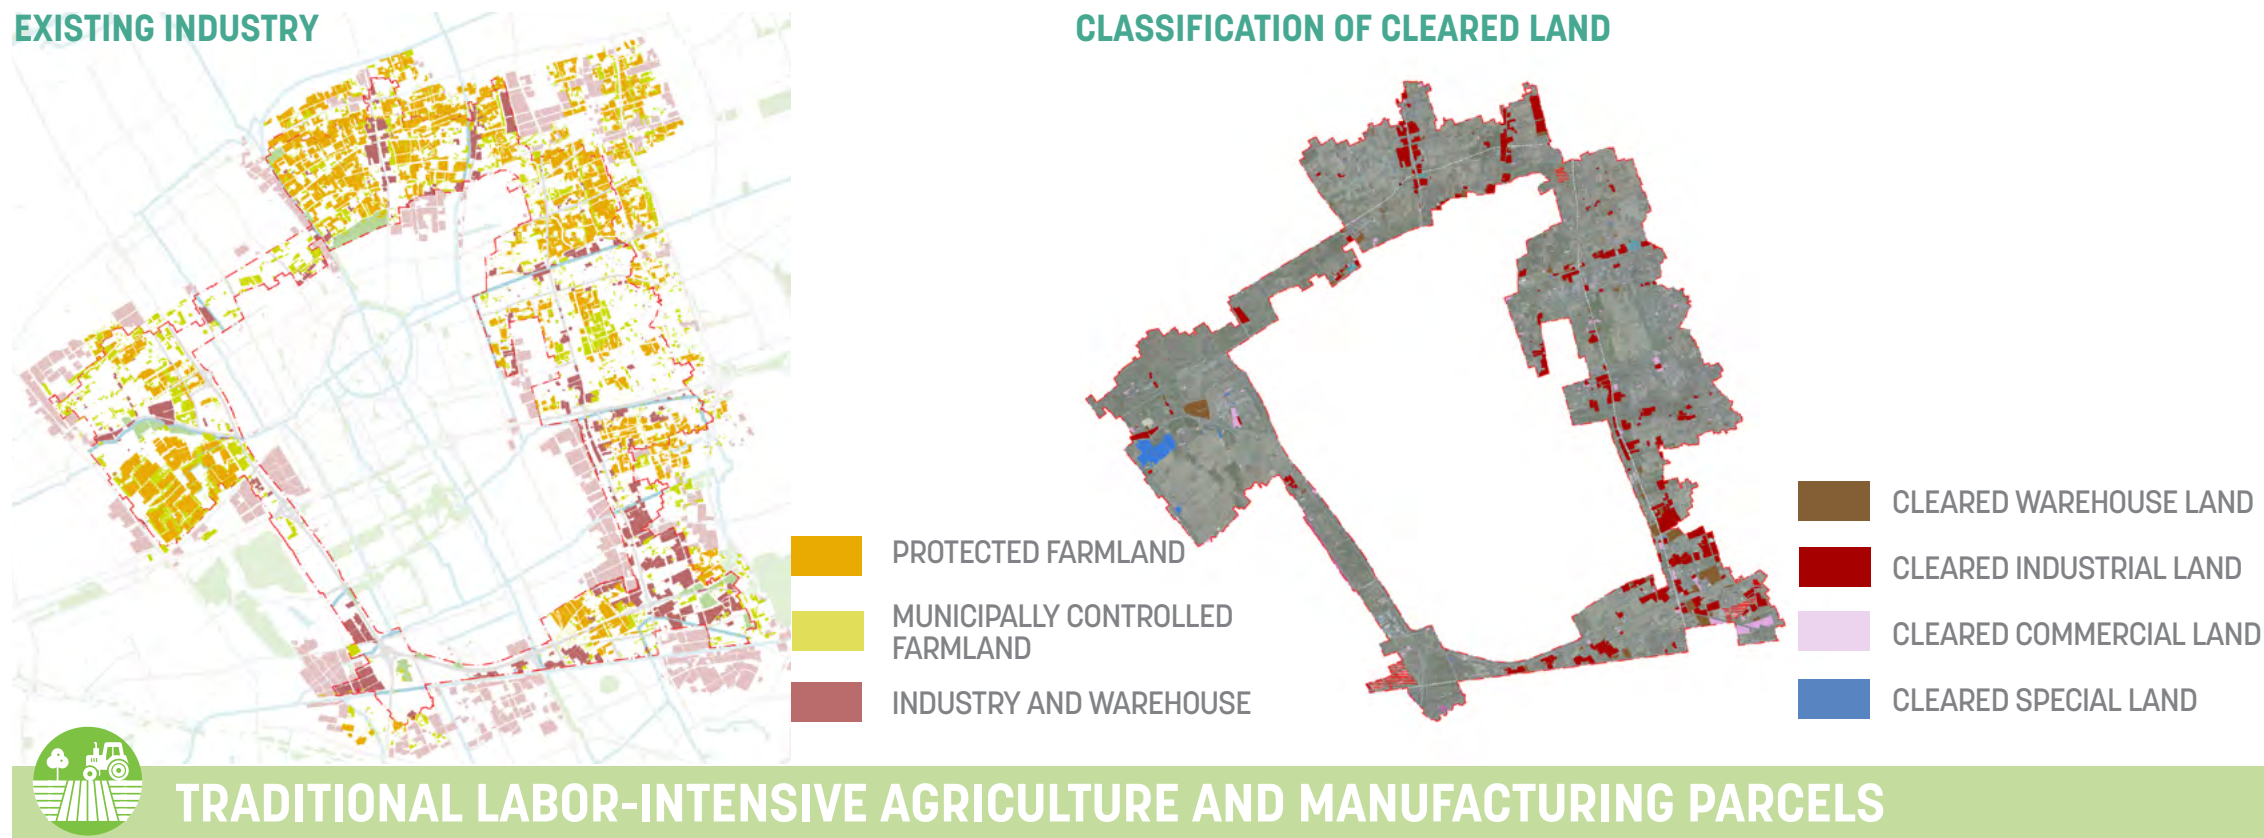 EXISTING INDUSTRY
CLASSIFICATION OF CLEARED LAND
PROTECTED FARMLAND
MUNICIPALLY CONTROLLED
FARMLAND
INDUSTRY AND WAREHOUSE
CLEARED WAREHOUSE LAND
CLEARED INDUSTRIAL LAND
CLEARED COMMERCIAL LAND
CLEARED SPECIAL LAND
TRADITIONAL LABOR-INTENSIVE AGRICULTURE AND MANUFACTURING PARCELS